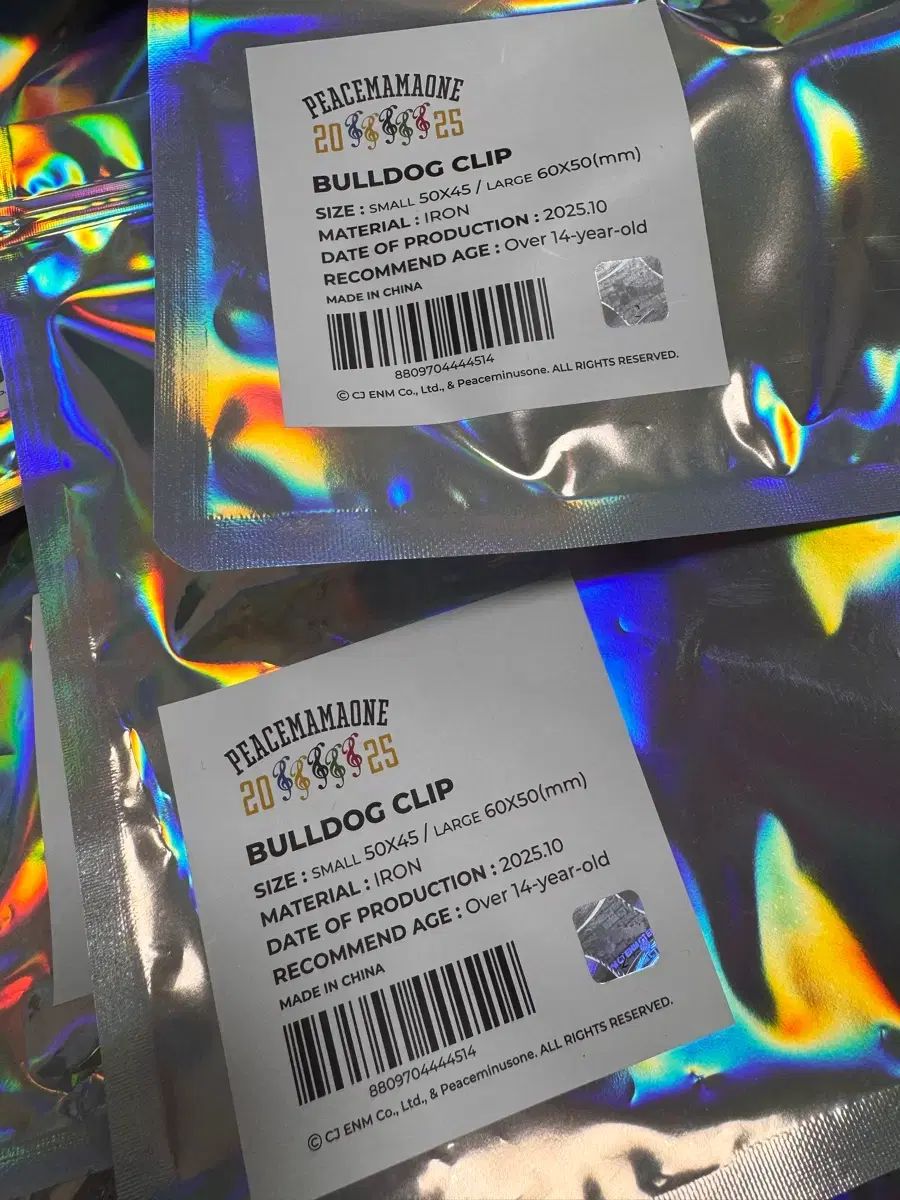 PEACEMAMAONE
20 25
BULLDOG CLIP
SIZE : SMALL 50X45 / LARGE 60X50(mm)
MATERIAL : IRON
DATE OF PRODUCTION : 2025.10
RECOMMEND AGE : Over 14-year-old
MADE IN CHINA
8809704444514
© CJ ENM Co., Ltd., & Peaceminusone. ALL RIGHTS RESERVED.
PEACEMAMAONE
20 25
BULLDOG CLIP
SIZE : SMALL 50X45 / LARGE 60X50(mm)
MATERIAL : IRON
DATE OF PRODUCTION : 2025.10
RECOMMEND AGE : Over 14-year-old
MADE IN CHINA
8809704444514
© CJ ENM Co., Ltd., & Peaceminusone. ALL RIGHTS RESERVED.